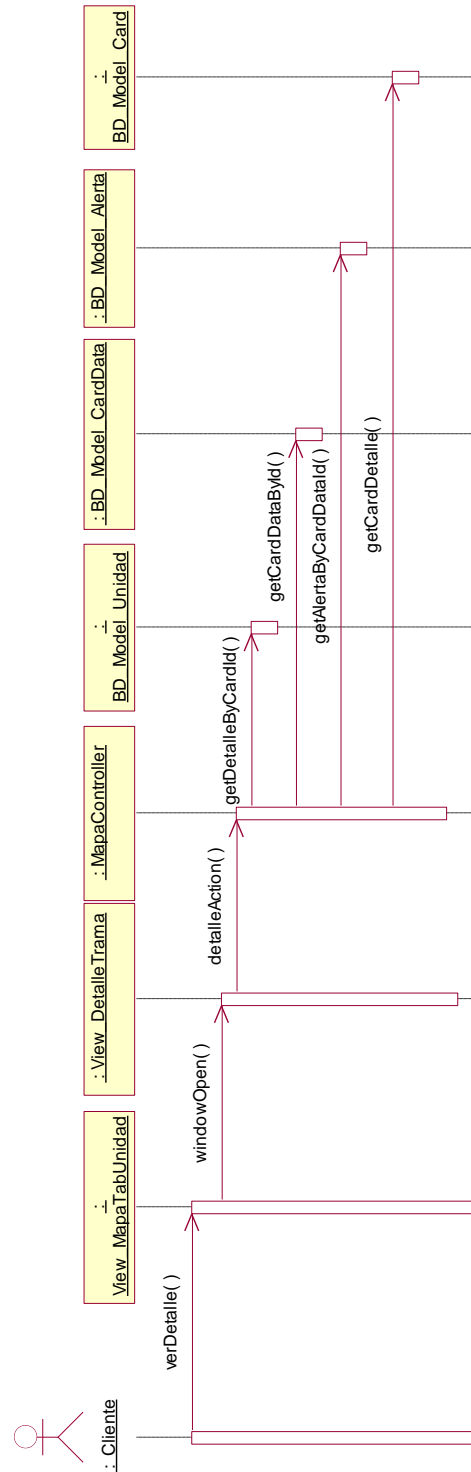 : Cliente
:
View_MapaTabUnidad
: View_DetalleTrama
: MapaController
:
BD_Model_Unidad
: BD_Model_CardData
: BD_Model_Alerta
:
BD_Model_Card
verDetalle( )
windowOpen( )
detalleAction( )
getDetalleByCardId( )
getCardDataById( )
getAlertaByCardDataId( )
getCardDetalle( )